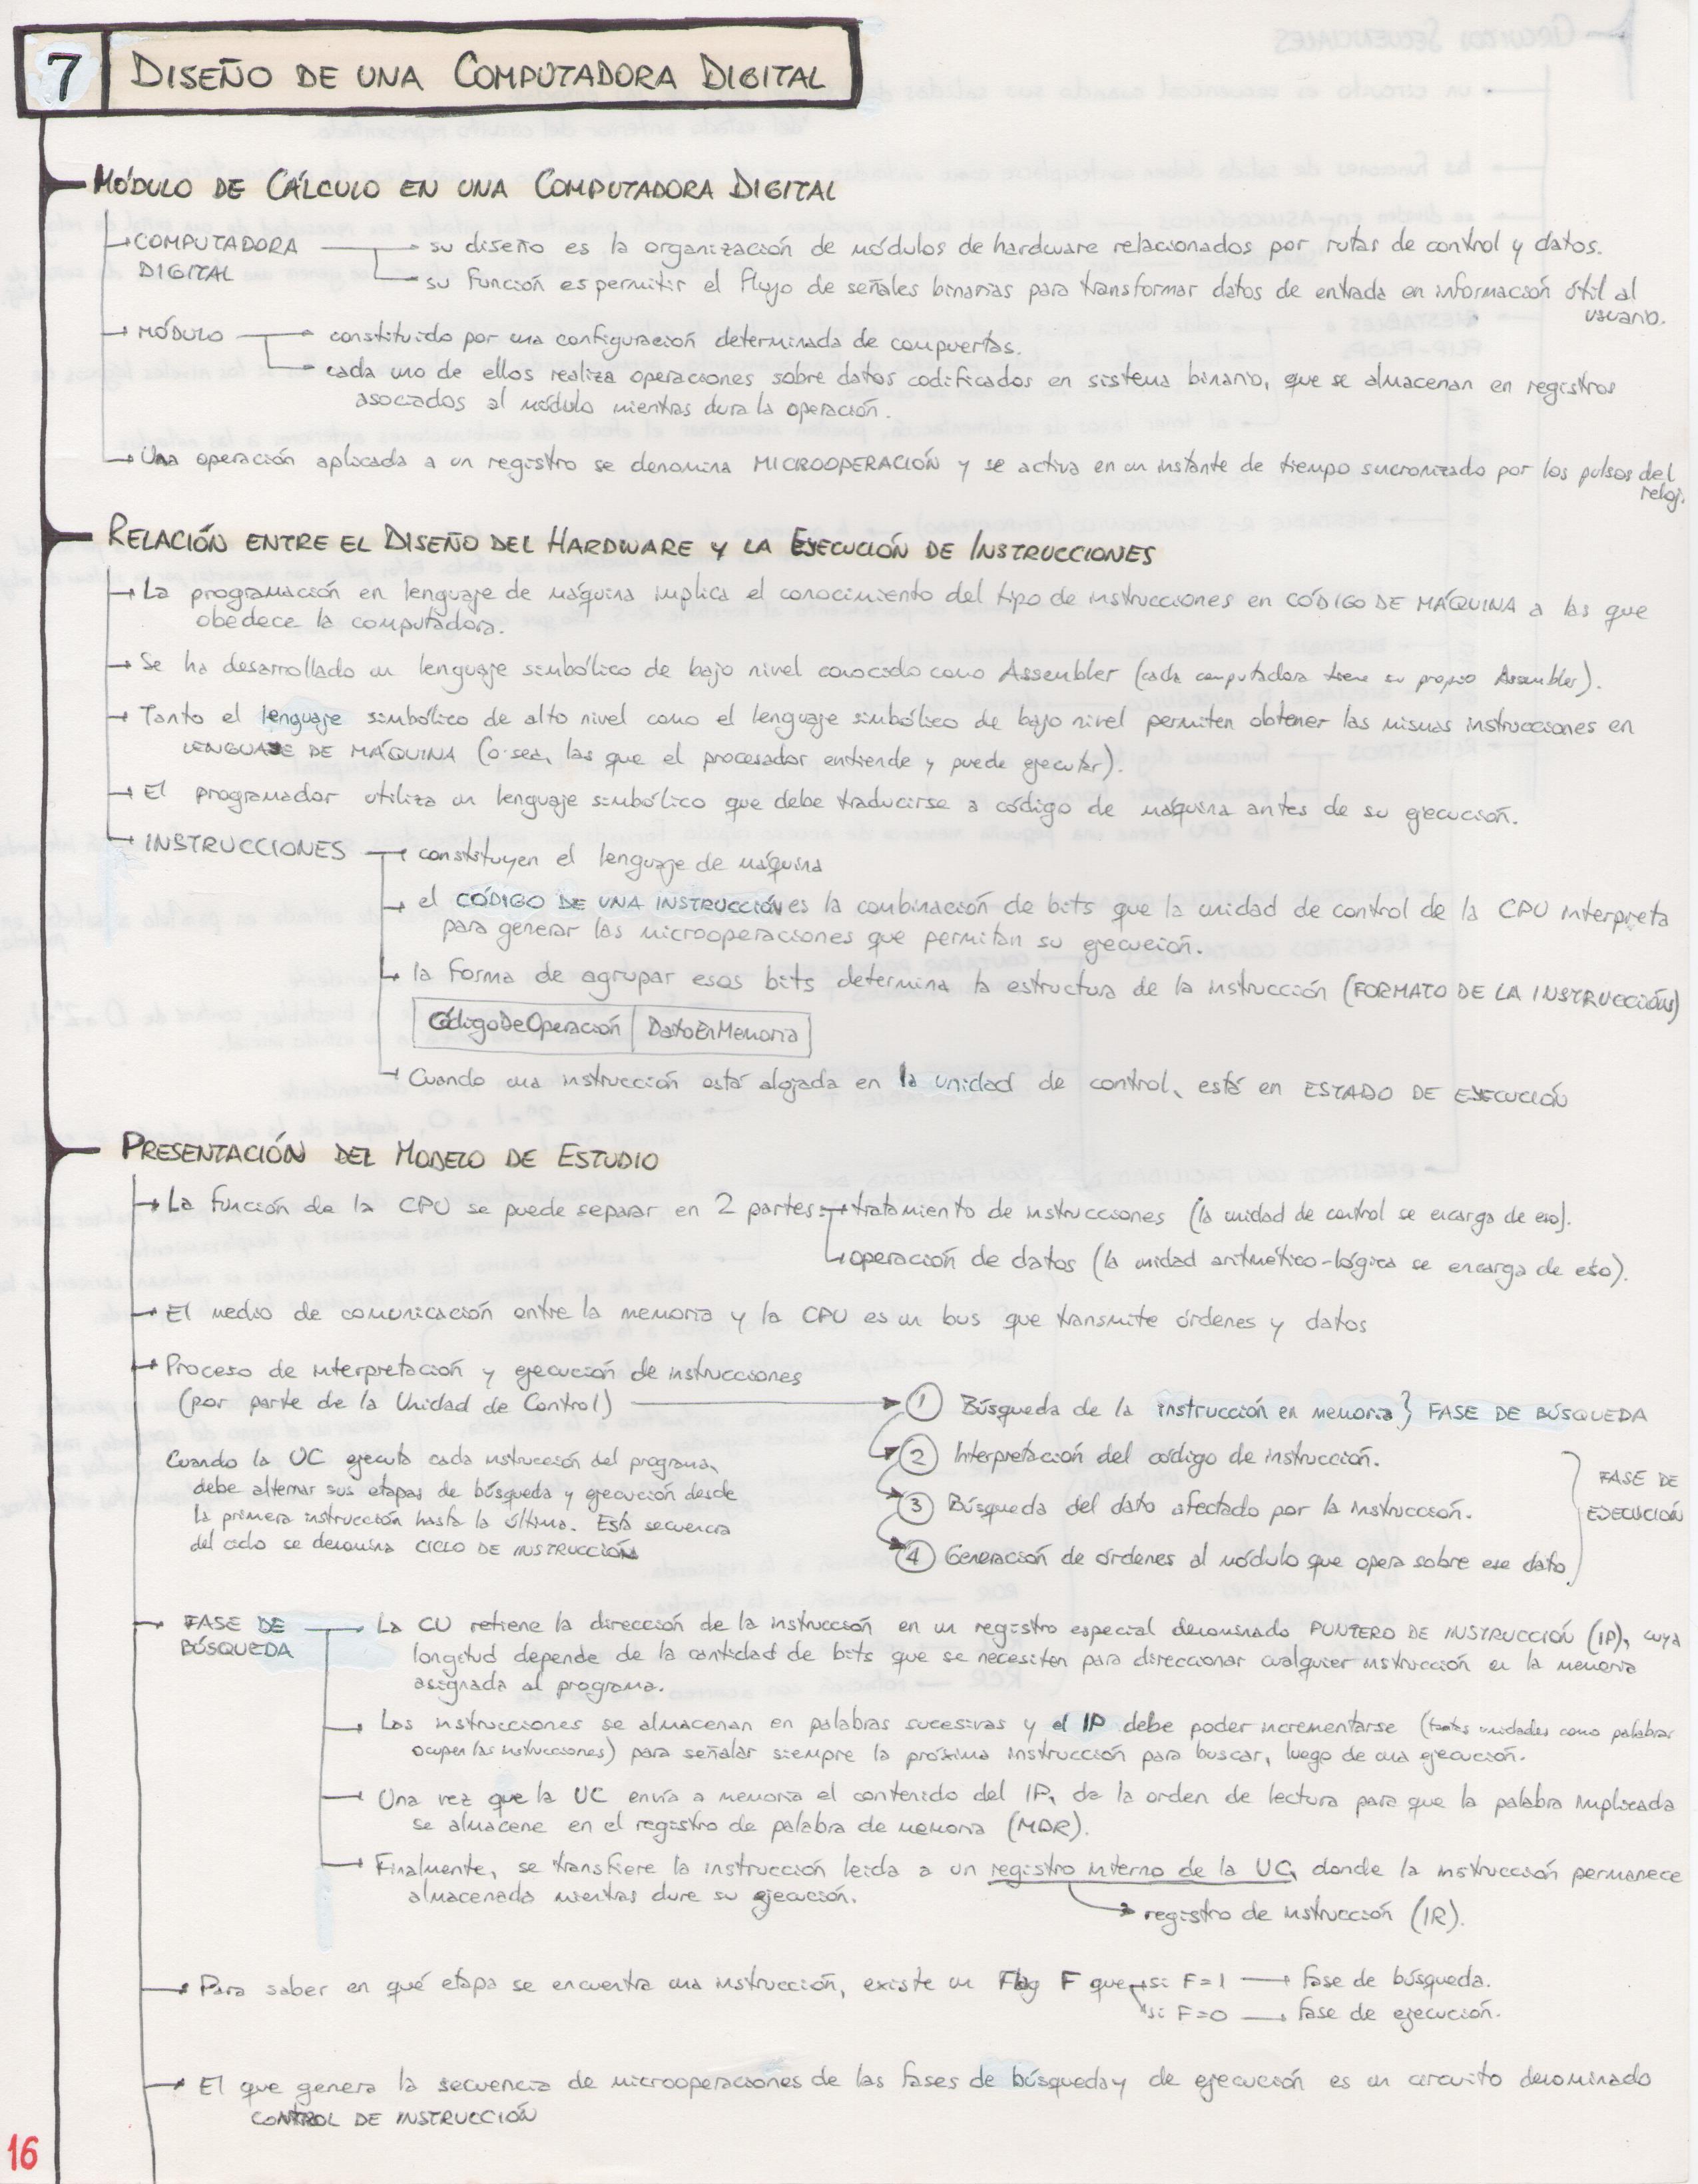 7 DISEÑO DE UNA COMPUTADORA DIGITAL
MÓDULO DE CÁLCULO EN UNA COMPUTADORA DIGITAL
COMPUTADORA → su diseño es la organización de módulos de hardware relacionados por rutas de control y datos.
DIGITAL → su función es permitir el flujo de señales binarias para transformar datos de entrada en información útil al
usuario.
→ MÓDULO → constituido por una configuración determinada de compuertas.
→ cada uno de ellos realiza operaciones sobre datos codificados en sistema binario, que se almacenan en registros
asociados al módulo mientras dura la operación.
→ Una operación aplicada a un registro se denomina MICROOPERACIÓN y se activa en un instante de tiempo sincronizado por los pulsos del
reloj.
RELACIÓN ENTRE EL DISEÑO DEL HARDWARE Y LA EJECUCIÓN DE INSTRUCCIONES
→ La programación en lenguaje de máquina implica el conocimiento del tipo de instrucciones en CÓDIGO DE MÁQUINA a las que
obedece la computadora.
→ Se ha desarrollado un lenguaje simbólico de bajo nivel conocido como Assembler (cada computadora tiene su propio Assembler).
→ Tanto el lenguaje simbólico de alto nivel como el lenguaje simbólico de bajo nivel permiten obtener las mismas instrucciones en
LENGUAJE DE MÁQUINA (o sea, las que el procesador entiende y puede ejecutar).
→ El programador utiliza un lenguaje simbólico que debe traducirse a código de máquina antes de su ejecución.
→ INSTRUCCIONES → constituyen el lenguaje de máquina
→ el CÓDIGO DE UNA INSTRUCCIÓN es la combinación de bits que la unidad de control de la CPU interpreta
para generar las microoperaciones que permitan su ejecución.
→ la forma de agrupar esos bits determina la estructura de la instrucción (FORMATO DE LA INSTRUCCIÓN)
CódigoDeOperación | DatoEnMemoria
→ Cuando una instrucción está alojada en la unidad de control, está en ESTADO DE EJECUCIÓN
PRESENTACIÓN DEL MODELO DE ESTUDIO
→ La función de la CPU se puede separar en 2 partes: → tratamiento de instrucciones (la unidad de control se encarga de eso).
→ operación de datos (la unidad aritmético-lógica se encarga de eso).
→ El medio de comunicación entre la memoria y la CPU es un bus que transmite órdenes y datos
→ Proceso de interpretación y ejecución de instrucciones
(por parte de la Unidad de Control) → 1 Búsqueda de la instrucción en memoria } FASE DE BÚSQUEDA
2 Interpretación del código de instrucción.
3 Búsqueda del dato afectado por la instrucción.
4 Generación de órdenes al módulo que opera sobre ese dato.
FASE DE
EJECUCIÓN
Cuando la UC ejecuta cada instrucción del programa,
debe alternar sus etapas de búsqueda y ejecución desde
la primera instrucción hasta la última. Esta secuencia
del ciclo se denomina CICLO DE INSTRUCCIÓN
→ FASE DE BÚSQUEDA → La CU retiene la dirección de la instrucción en un registro especial denominado PUNTERO DE INSTRUCCIÓN (IP), cuya
longitud depende de la cantidad de bits que se necesiten para direccionar cualquier instrucción en la memoria
asignada al programa.
→ Las instrucciones se almacenan en palabras sucesivas y el IP debe poder incrementarse (tantas unidades como palabras
ocupen las instrucciones) para señalar siempre la próxima instrucción para buscar, luego de una ejecución.
→ Una vez que la UC envía a memoria el contenido del IP, da la orden de lectura para que la palabra implicada
se almacene en el registro de palabra de memoria (MDR).
→ Finalmente, se transfiere la instrucción leida a un registro interno de la UC, donde la instrucción permanece
almacenada mientras dure su ejecución.
→ registro de instrucción (IR).
→ Para saber en qué etapa se encuentra una instrucción, existe un Flag F que → si F=1 → fase de búsqueda.
si F=0 → fase de ejecución.
→ El que genera la secuencia de microoperaciones de las fases de búsqueda y de ejecución es un circuito denominado
CONTROL DE INSTRUCCIÓN
16